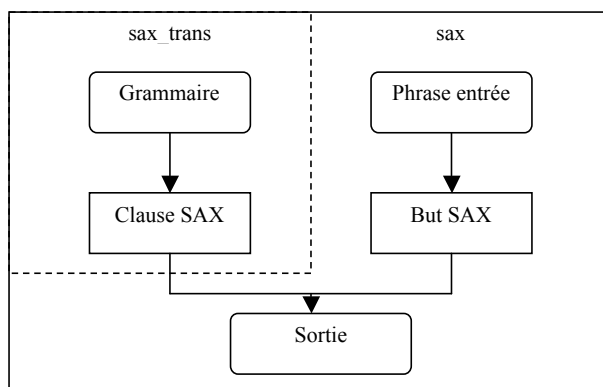 sax_trans
sax
Grammaire
Phrase entrée
Clause SAX
But SAX
Sortie